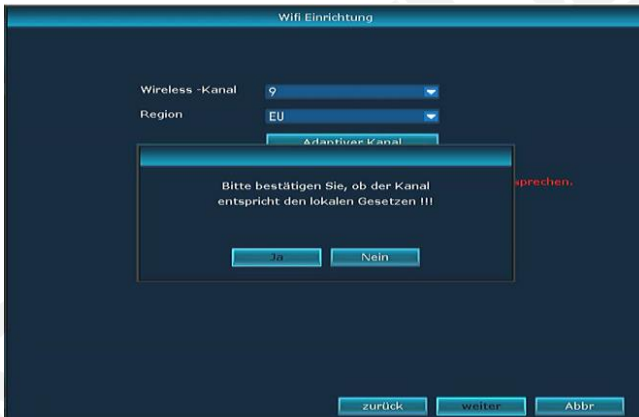 Wifi Einrichtung
Wireless -Kanal
9
Region
EU
Adaptiver Kanal
sprechen.
Bitte bestätigen Sie, ob der Kanal
entspricht den lokalen Gesetzen !!!
Ja
Nein
zurück
weiter
Abbr